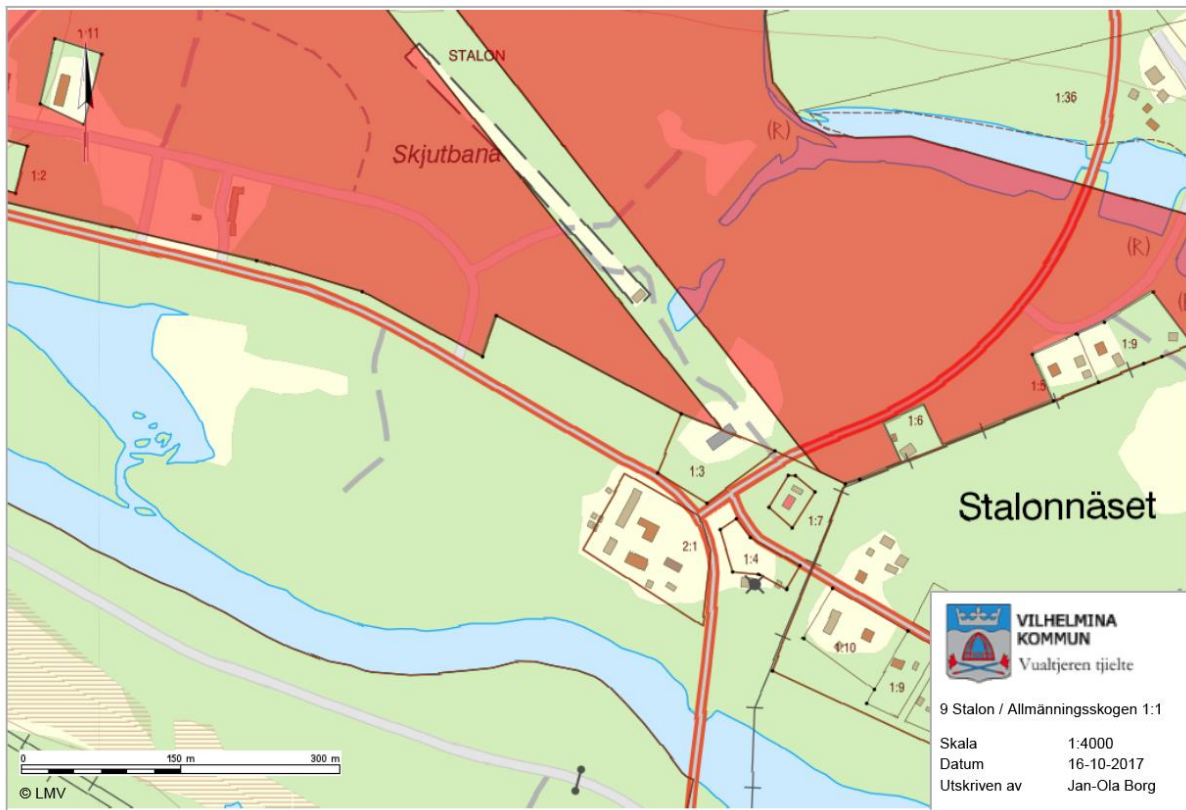 1:11
STALON
1:36
(R)
Skjutbana
1:2
(R)
1:9
1:5
1:6
1:3
Stalonnäset
1:7
2:1
1:4
1:10
1:9
VILHELMINA
KOMMUN
Vualtjeren tjielte
9 Stalon / Allmänningsskogen 1:1
Skala 1:4000
Datum 16-10-2017
Utskriven av Jan-Ola Borg
0 150 m 300 m
© LMV